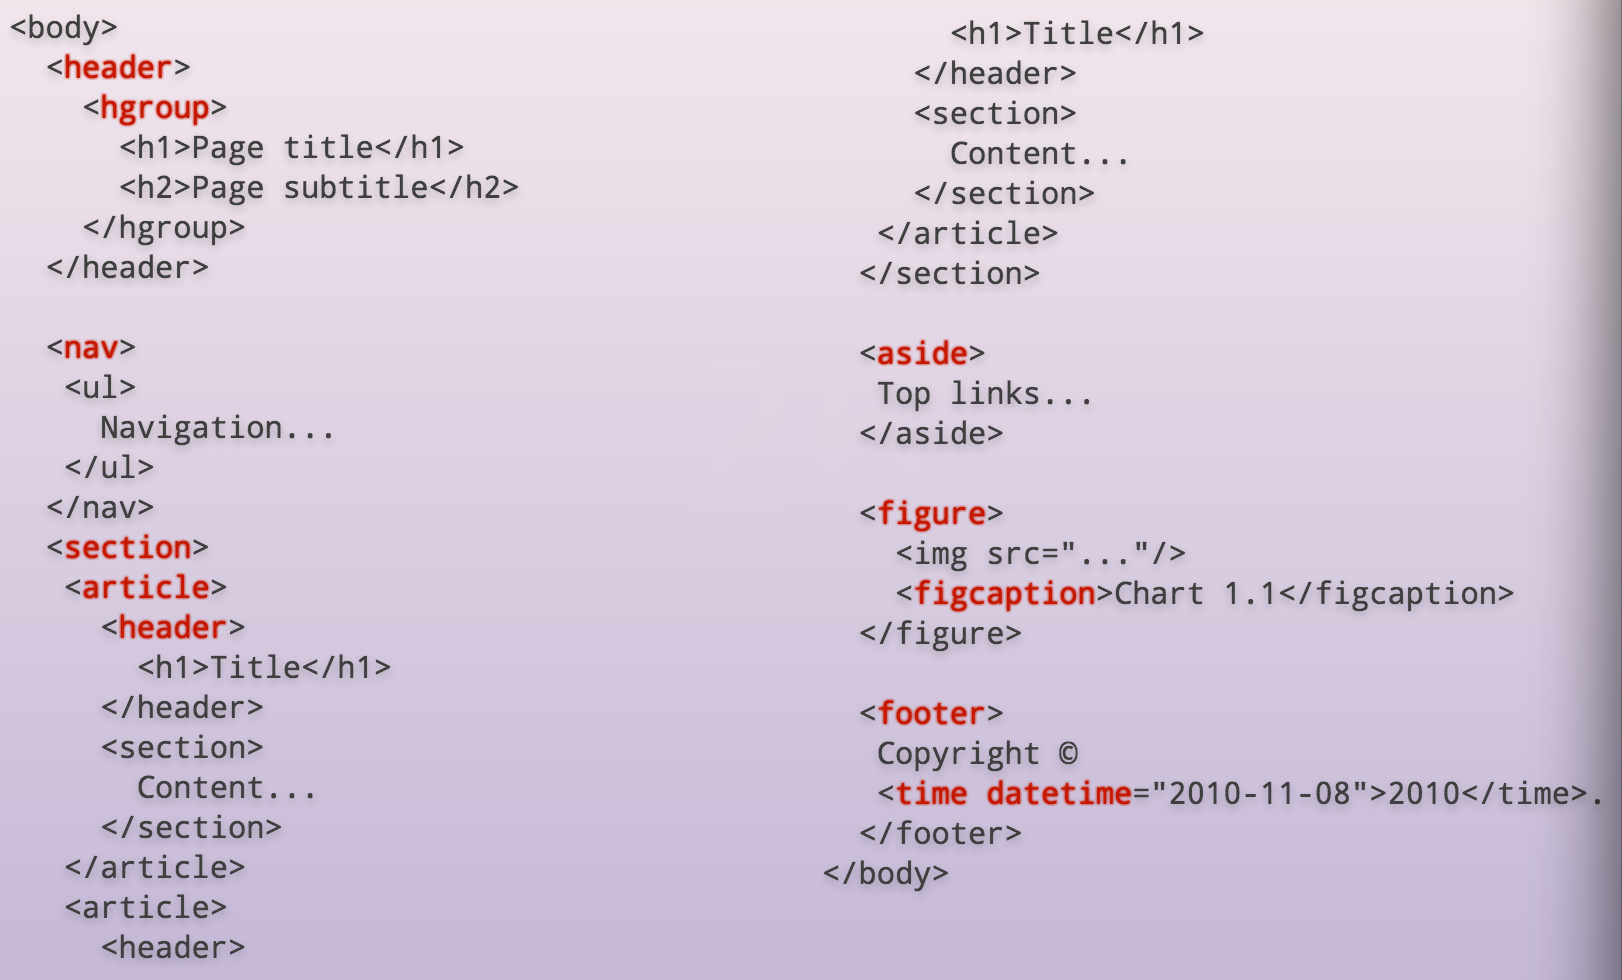 <body>
  <header>
    <hgroup>
      <h1>Page title</h1>
      <h2>Page subtitle</h2>
    </hgroup>
  </header>

  <nav>
   <ul>
     Navigation...
   </ul>
  </nav>
  <section>
   <article>
     <header>
       <h1>Title</h1>
     </header>
     <section>
       Content...
     </section>
   </article>
   <article>
     <header>
       <h1>Title</h1>
     </header>
     <section>
       Content...
     </section>
   </article>
  </section>

  <aside>
   Top links...
  </aside>

  <figure>
    <img src="..."/>
    <figcaption>Chart 1.1</figcaption>
  </figure>

  <footer>
   Copyright ©
   <time datetime="2010-11-08">2010</time>.
  </footer>
</body>